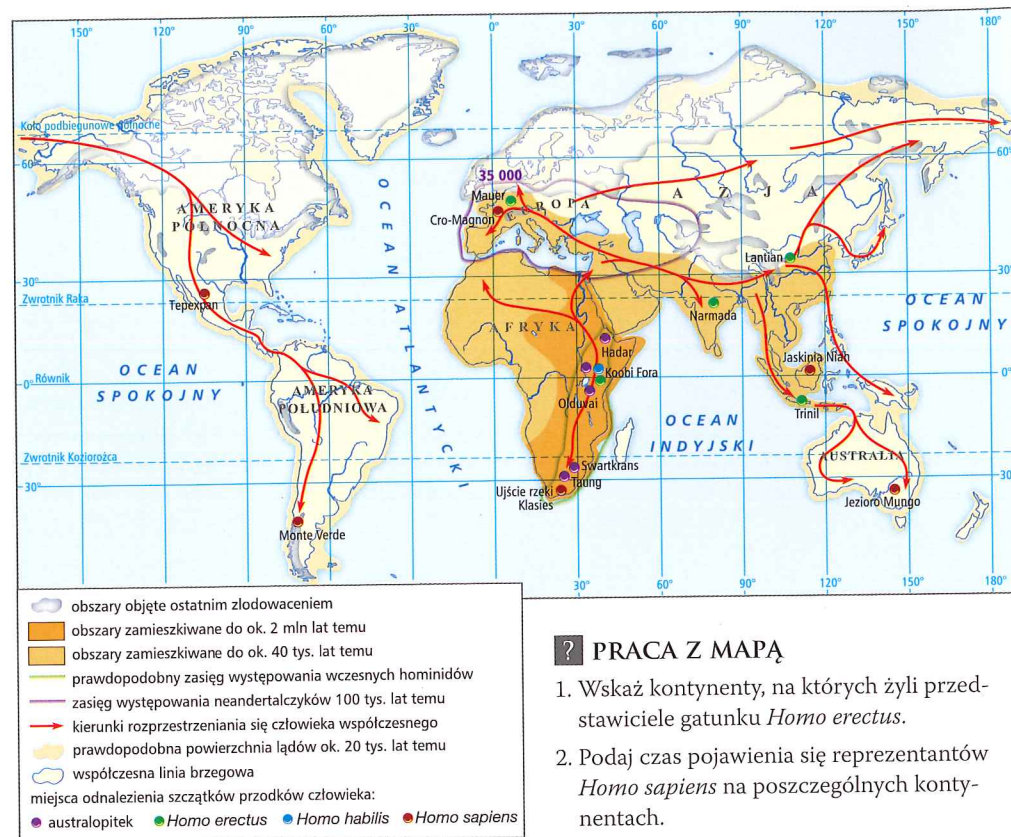 150° 120° 90° 60° 30° 0° 30° 60° 90° 120° 150° 180°
Koło podbiegunowe północne
60°
60°
35 000
Mauer
Cro-Magnon
EUROPA
AZJA
AMERYKA
PÓŁNOCNA
OCEAN ATLANTYCKI
Lantian
30°
30°
Zwrotnik Raka
Tepexpan
AFRYKA
Narmada
OCEAN
SPOKOJNY
Hadar
Koobi Fora
Jaskinia Niah
OCEAN
SPOKOJNY
0° Równik
0°
AMERYKA
POŁUDNIOWA
Olduvai
Trinil
OCEAN
INDYJSKI
Zwrotnik Koziorożca
AUSTRALIA
Swartkrans
Taung
30°
30°
Ujście rzeki
Klasies
Jezioro Mungo
Monte Verde
30° 60° 90° 120° 150° 180°
obszary objęte ostatnim zlodowaceniem
obszary zamieszkiwane do ok. 2 mln lat temu
obszary zamieszkiwane do ok. 40 tys. lat temu
prawdopodobny zasięg występowania wczesnych hominidów
zasięg występowania neandertalczyków 100 tys. lat temu
kierunki rozprzestrzeniania się człowieka współczesnego
prawdopodobna powierzchnia lądów ok. 20 tys. lat temu
współczesna linia brzegowa
miejsca odnalezienia szczątków przodków człowieka:
australopitek Homo erectus Homo habilis Homo sapiens
? PRACA Z MAPĄ
1. Wskaż kontynenty, na których żyli przed-
stawiciele gatunku Homo erectus.
2. Podaj czas pojawienia się reprezentantów
Homo sapiens na poszczególnych konty-
nentach.